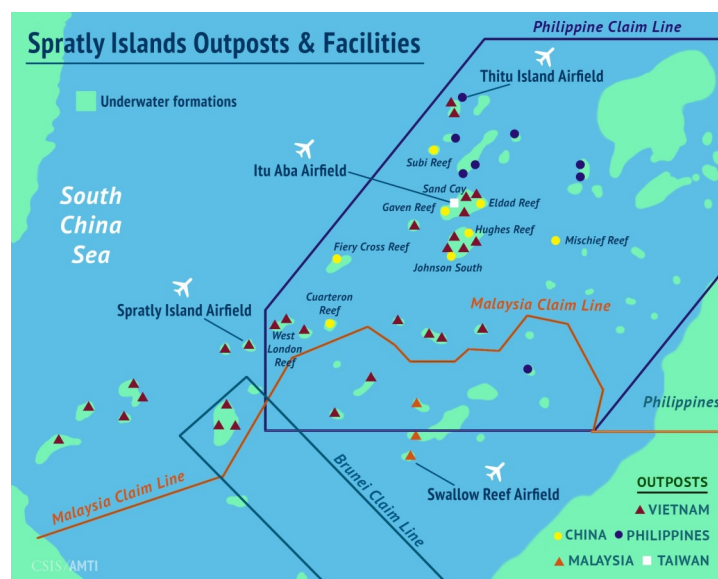 Spratly Islands Outposts & Facilities
Philippine Claim Line
Thitu Island Airfield
Underwater formations
Subi Reef
Itu Aba Airfield
Sand Cay
South
China
Sea
Gaven Reef
Eldad Reef
Hughes Reef
Mischief Reef
Fiery Cross Reef
Johnson South
Spratly Island Airfield
Cuarteron
Reef
Malaysia Claim Line
West
London
Reef
Philippines
Brunei Claim Line
Malaysia Claim Line
Swallow Reef Airfield
OUTPOSTS
VIETNAM
CHINA
PHILIPPINES
MALAYSIA
TAIWAN
CSIS/AMTI